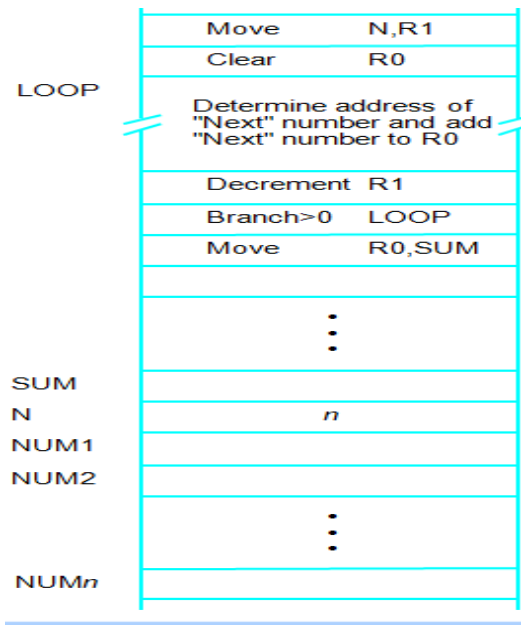 Move N,R1
Clear R0
LOOP
Determine address of
"Next" number and add
"Next" number to R0
Decrement R1
Branch>0 LOOP
Move R0,SUM
SUM
N n
NUM1
NUM2
NUMn